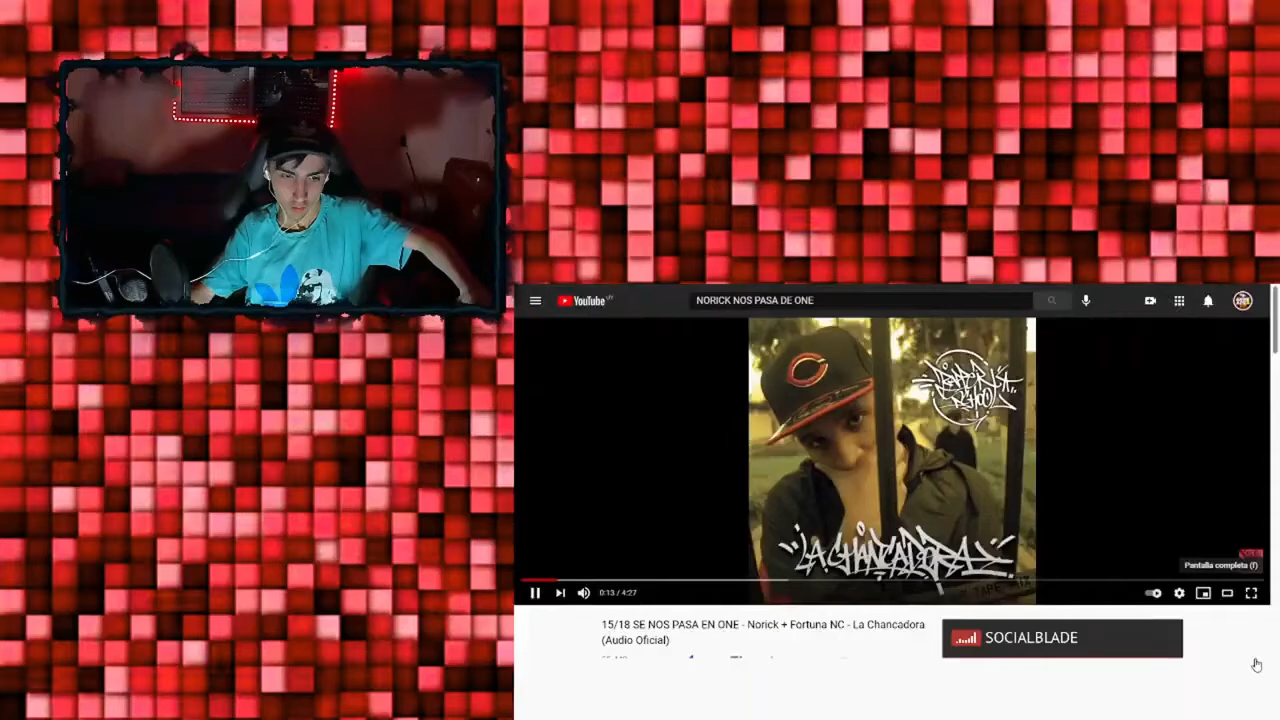 YouTube
NORICK NOS PASA DE ONE
LA CHANCADORA
Pantalla completa (f)
0:13 / 4:27
15/18 SE NOS PASA EN ONE - Norick + Fortuna NC - La Chancadora
(Audio Oficial)
SOCIALBLADE